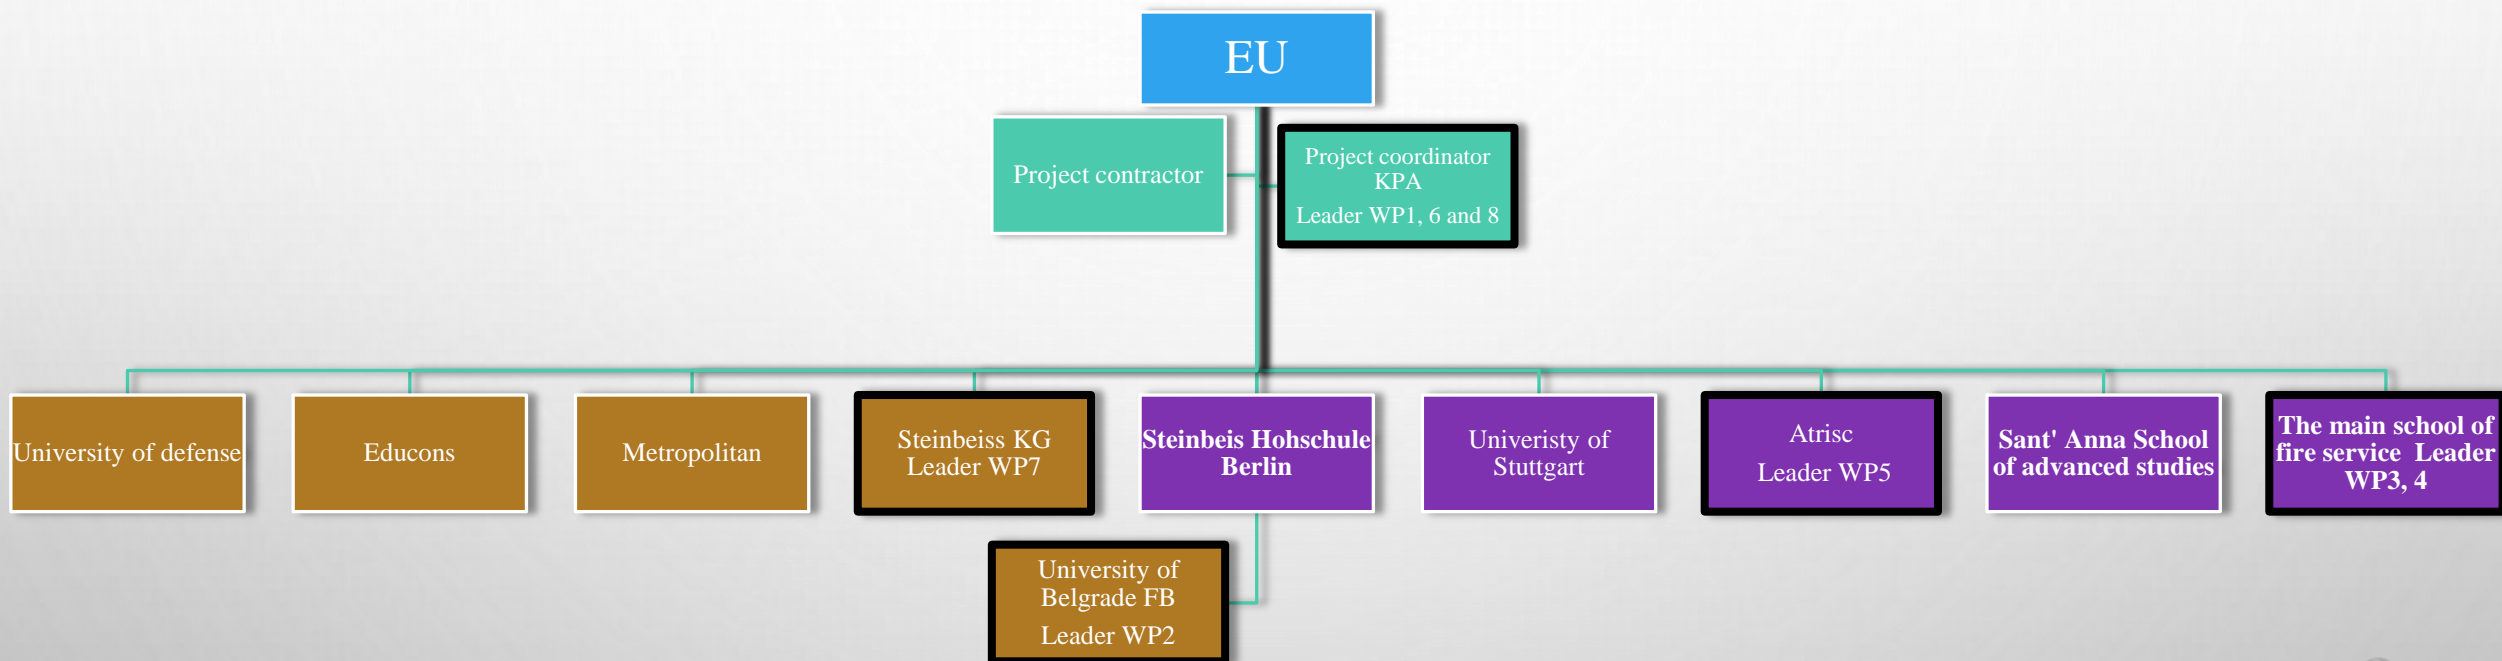 EU
Project contractor
Project coordinator
KPA
Leader WP1, 6 and 8
University of defense
Educons
Metropolitan
Steinbeiss KG
Leader WP7
Steinbeis Hohschule
Berlin
Univeristy of
Stuttgart
Atrisc
Leader WP5
Sant' Anna School
of advanced studies
The main school of
fire service  Leader
WP3, 4
University of
Belgrade FB
Leader WP2